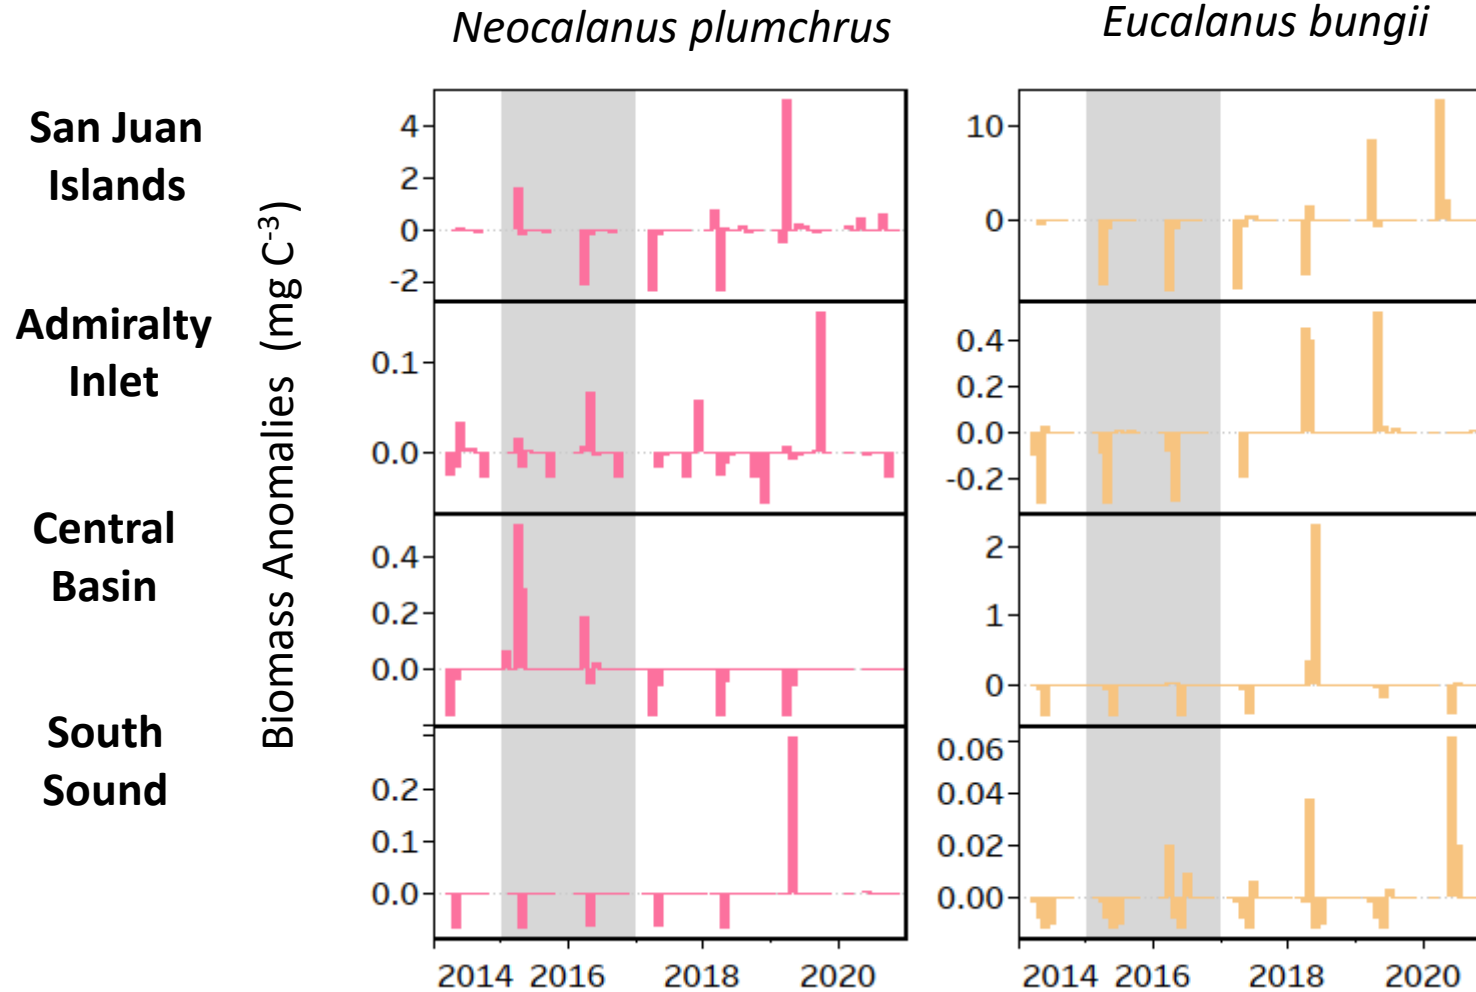 Neocalanus plumchrus
Eucalanus bungii
San Juan
Islands
Admiralty
Inlet
Central
Basin
South
Sound
Biomass Anomalies (mg C⁻³)
4
2
0
-2
0.1
0.0
0.4
0.2
0.0
0.2
0.1
0.0
10
0
0.4
0.2
0.0
-0.2
2
1
0
0.06
0.04
0.02
0.00
2014 2016 2018 2020
2014 2016 2018 2020